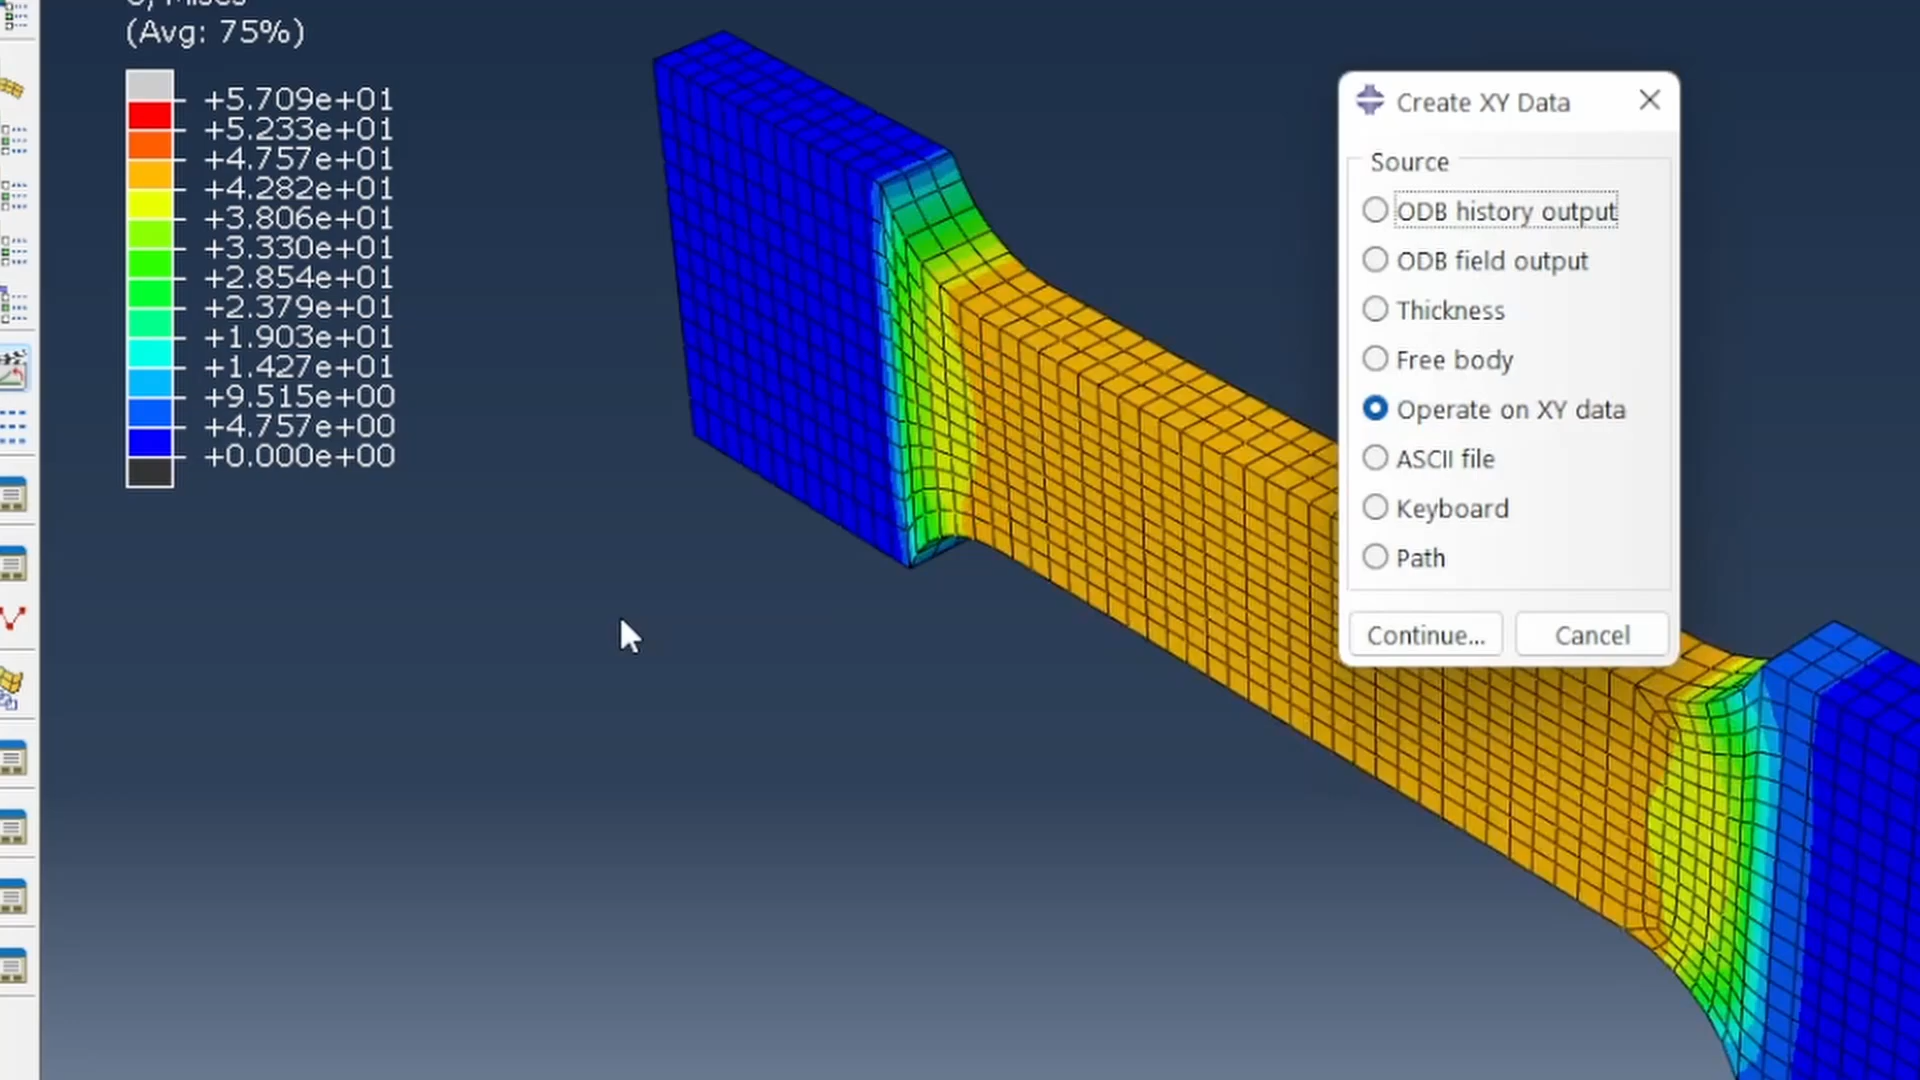 S, Mises
(Avg: 75%)
+5.709e+01
+5.233e+01
+4.757e+01
+4.282e+01
+3.806e+01
+3.330e+01
+2.854e+01
+2.379e+01
+1.903e+01
+1.427e+01
+9.515e+00
+4.757e+00
+0.000e+00
Create XY Data
Source
ODB history output
ODB field output
Thickness
Free body
Operate on XY data
ASCII file
Keyboard
Path
Continue...
Cancel